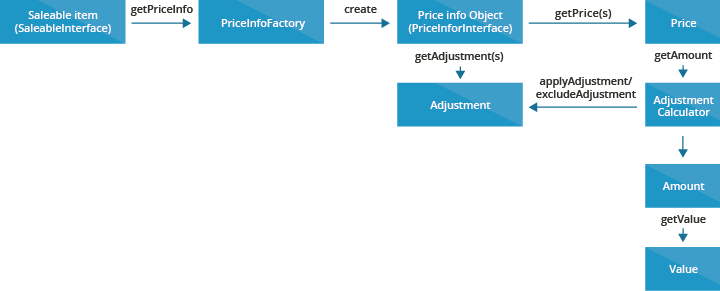 Saleable item
(SaleableInterface)
getPriceInfo
PriceInfoFactory
create
Price info Object
(PriceInforInterface)
getPrice(s)
Price
getAdjustment(s)
getAmount
Adjustment
applyAdjustment/
excludeAdjustment
Adjustment
Calculator
Amount
getValue
Value